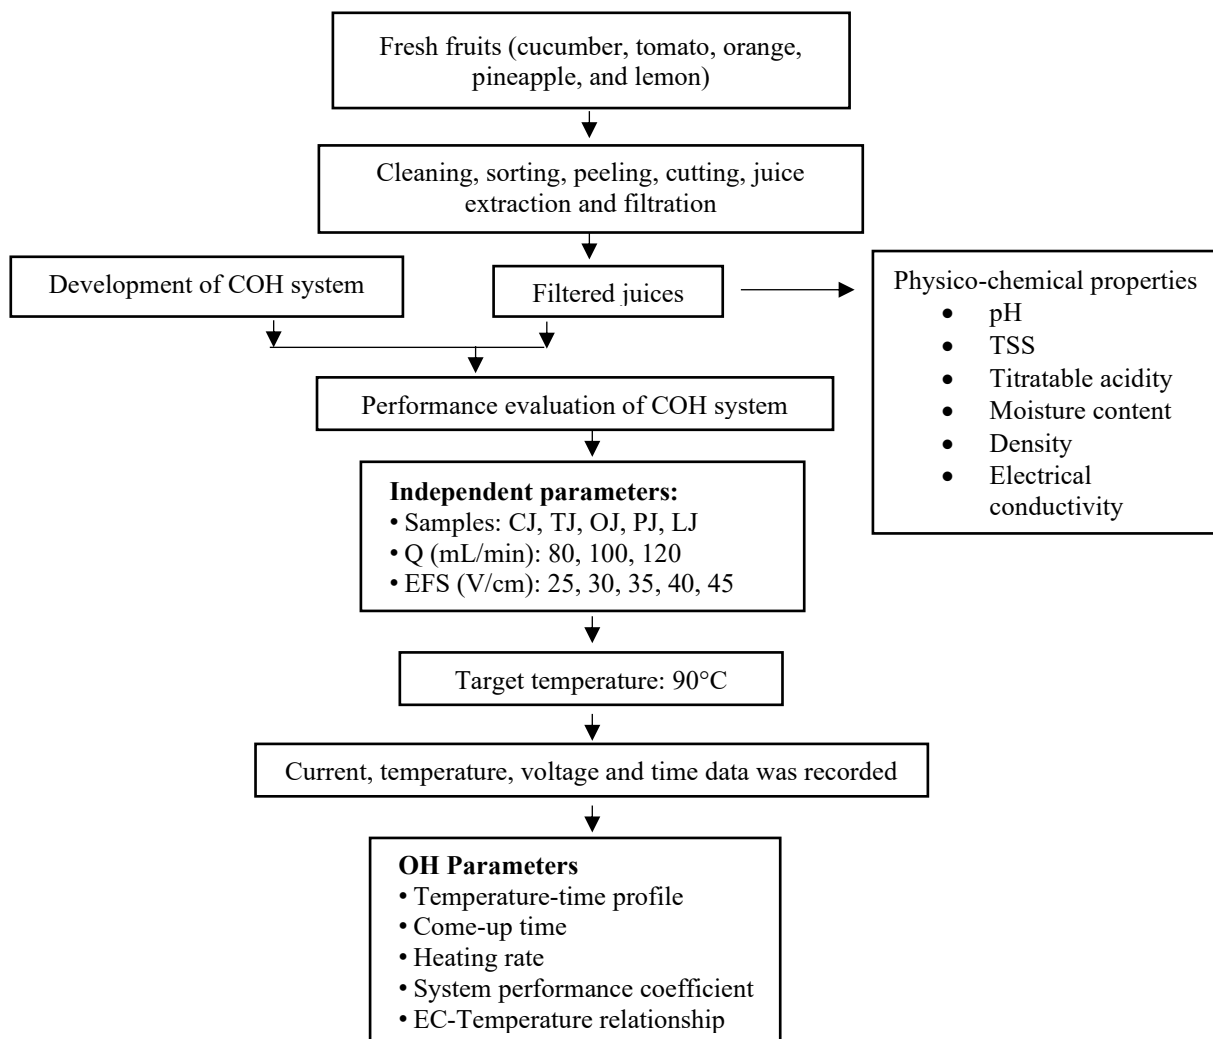 Fresh fruits (cucumber, tomato, orange,
pineapple, and lemon)
Cleaning, sorting, peeling, cutting, juice
extraction and filtration
Development of COH system
Filtered juices
Physico-chemical properties
• pH
• TSS
• Titratable acidity
• Moisture content
• Density
• Electrical
conductivity
Performance evaluation of COH system
Independent parameters:
• Samples: CJ, TJ, OJ, PJ, LJ
• Q (mL/min): 80, 100, 120
• EFS (V/cm): 25, 30, 35, 40, 45
Target temperature: 90°C
Current, temperature, voltage and time data was recorded
OH Parameters
• Temperature-time profile
• Come-up time
• Heating rate
• System performance coefficient
• EC-Temperature relationship